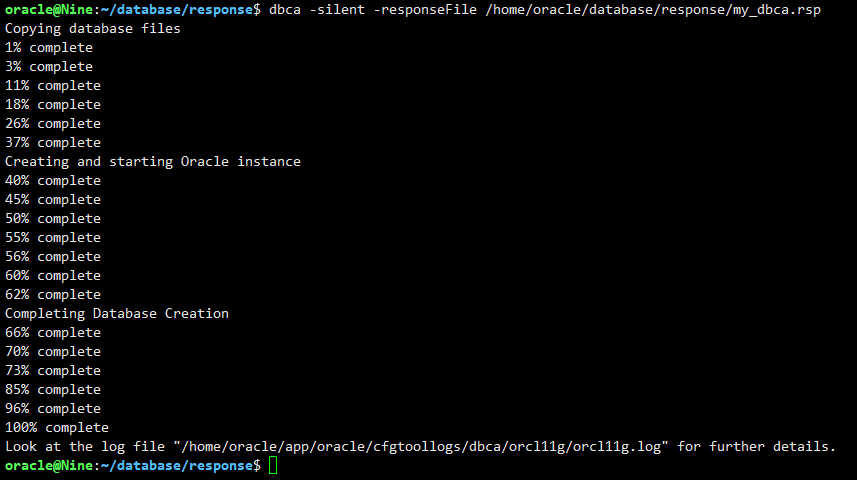 oracle@Nine:~/database/response$ dbca -silent -responseFile /home/oracle/database/response/my_dbca.rsp
Copying database files
1% complete
3% complete
11% complete
18% complete
26% complete
37% complete
Creating and starting Oracle instance
40% complete
45% complete
50% complete
55% complete
56% complete
60% complete
62% complete
Completing Database Creation
66% complete
70% complete
73% complete
85% complete
96% complete
100% complete
Look at the log file "/home/oracle/app/oracle/cfgtoollogs/dbca/orcl11g/orcl11g.log" for further details.
oracle@Nine:~/database/response$